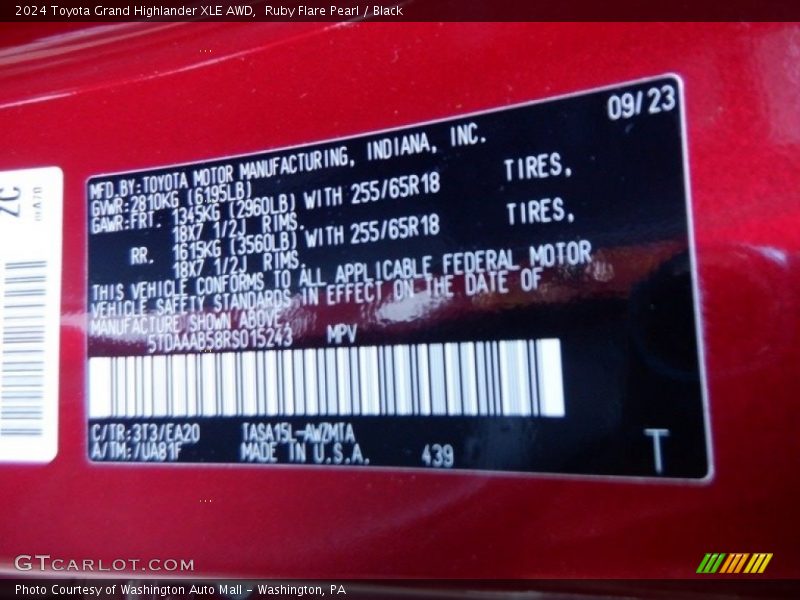 2024 Toyota Grand Highlander XLE AWD,  Ruby Flare Pearl / Black
09/23
MFD.BY:TOYOTA MOTOR MANUFACTURING, INDIANA, INC.
GVWR:2810KG (6195LB)
GAWR:FRT. 1345KG (2960LB) WITH 255/65R18 TIRES,
18X7 1/2J RIMS.
RR. 1615KG (3560LB) WITH 255/65R18 TIRES,
18X7 1/2J RIMS.
THIS VEHICLE CONFORMS TO ALL APPLICABLE FEDERAL MOTOR
VEHICLE SAFETY STANDARDS IN EFFECT ON THE DATE OF
MANUFACTURE SHOWN ABOVE.
5TDAAAB58RS015243 MPV
C/TR:3T3/EA20 TASA15L-AWZMTA
A/TM:/UA81F MADE IN U.S.A. 439
T
ZC
GTCARLOT.COM
Photo Courtesy of Washington Auto Mall - Washington, PA